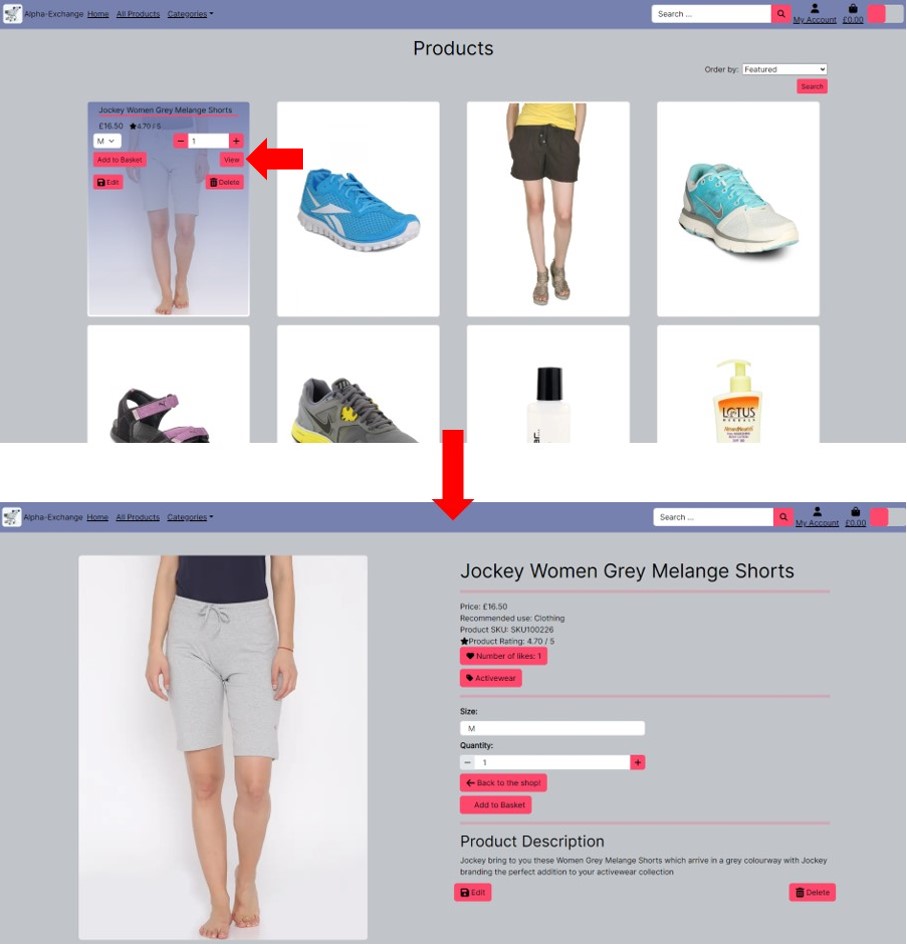 Alpha-Exchange Home All Products Categories
Search ...
My Account £0.00
Products
Order by: Featured
Search
Jockey Women Grey Melange Shorts
£16.50 4.70 / 5
M − 1 +
Add to Basket View
Edit Delete
LOTUS
HERBALS
Alpha-Exchange Home All Products Categories
Search ...
My Account £0.00
Jockey Women Grey Melange Shorts
Price: £16.50
Recommended use: Clothing
Product SKU: SKU100226
Product Rating: 4.70 / 5
Number of likes: 1
Activewear
Size:
M
Quantity:
− 1 +
Back to the shop!
Add to Basket
Product Description
Jockey bring to you these Women Grey Melange Shorts which arrive in a grey colourway with Jockey
branding the perfect addition to your activewear collection
Edit Delete